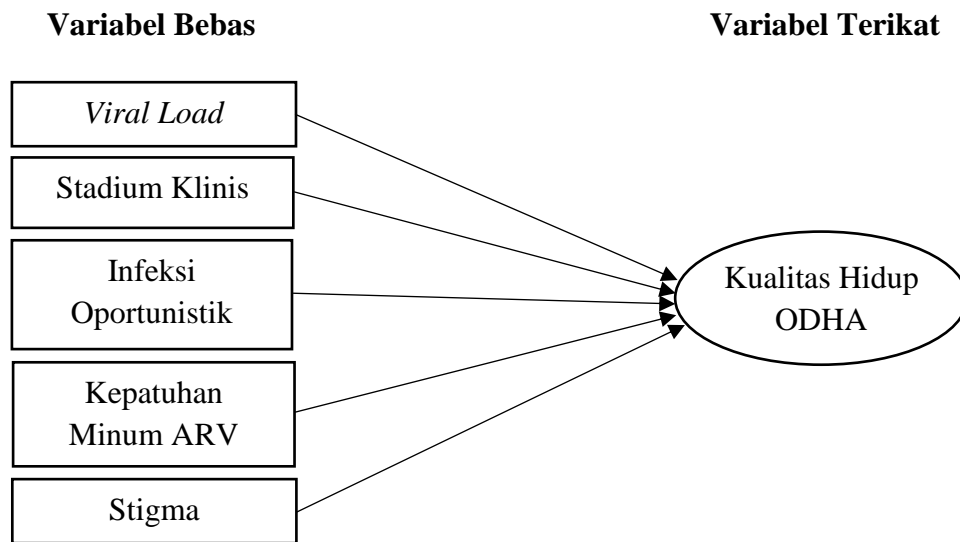 Variabel Bebas
Variabel Terikat
Viral Load
Stadium Klinis
Infeksi
Oportunistik
Kepatuhan
Minum ARV
Stigma
Kualitas Hidup
ODHA